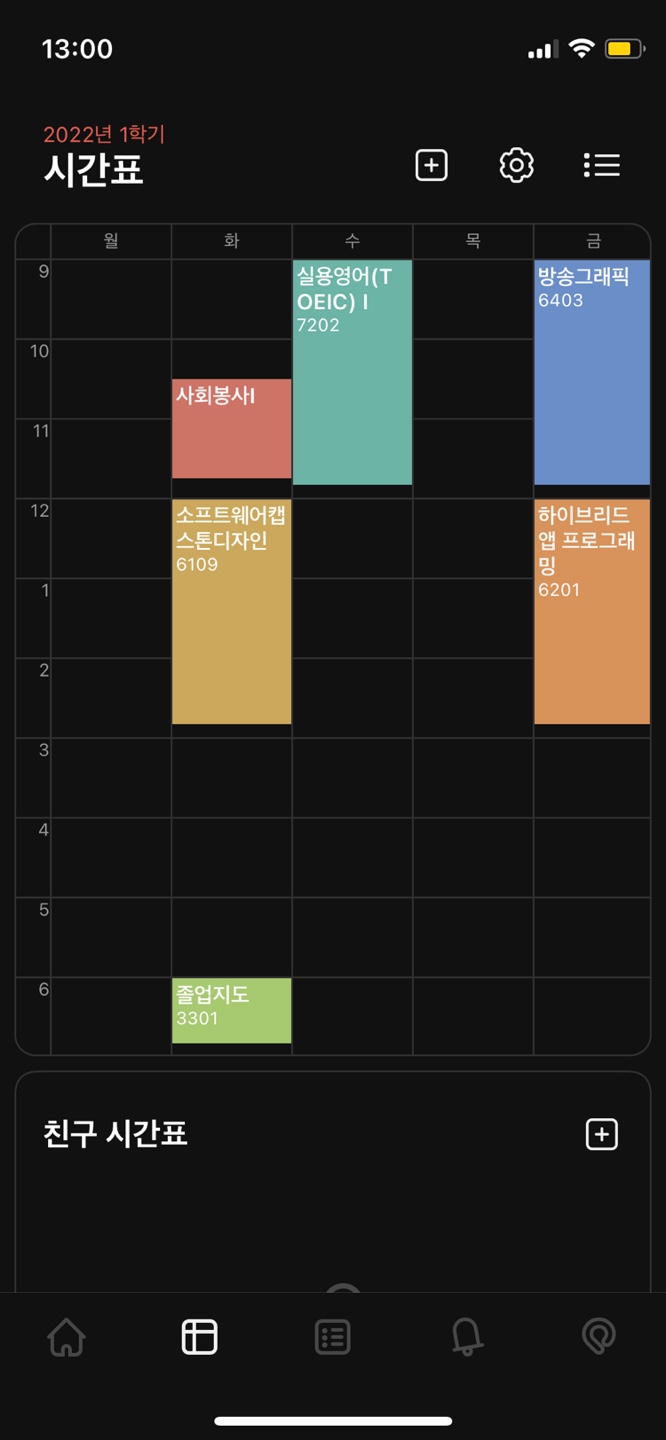 13:00
2022년 1학기
시간표
월 화 수 목 금
9
실용영어(T
OEIC) I
7202
방송그래픽
6403
10
사회봉사I
11
12
소프트웨어캡
스톤디자인
6109
하이브리드
앱 프로그래
밍
6201
1
2
3
4
5
6
졸업지도
3301
친구 시간표